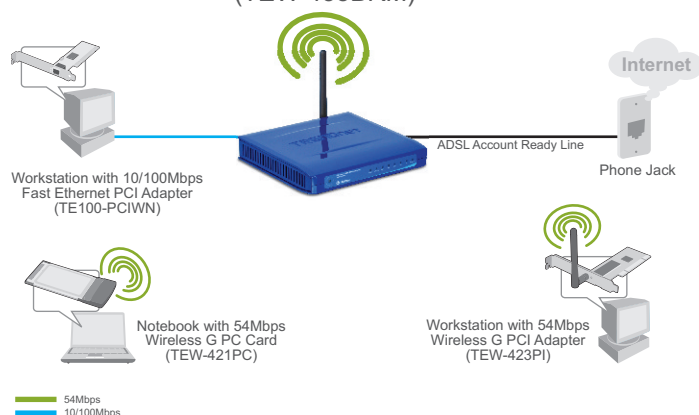 Internet
ADSL Account Ready Line
Phone Jack
TRENDnet
Workstation with 10/100Mbps
Fast Ethernet PCI Adapter
(TE100-PCIWN)
Notebook with 54Mbps
Wireless G PC Card
(TEW-421PC)
Workstation with 54Mbps
Wireless G PCI Adapter
(TEW-423PI)
54Mbps
10/100Mbps